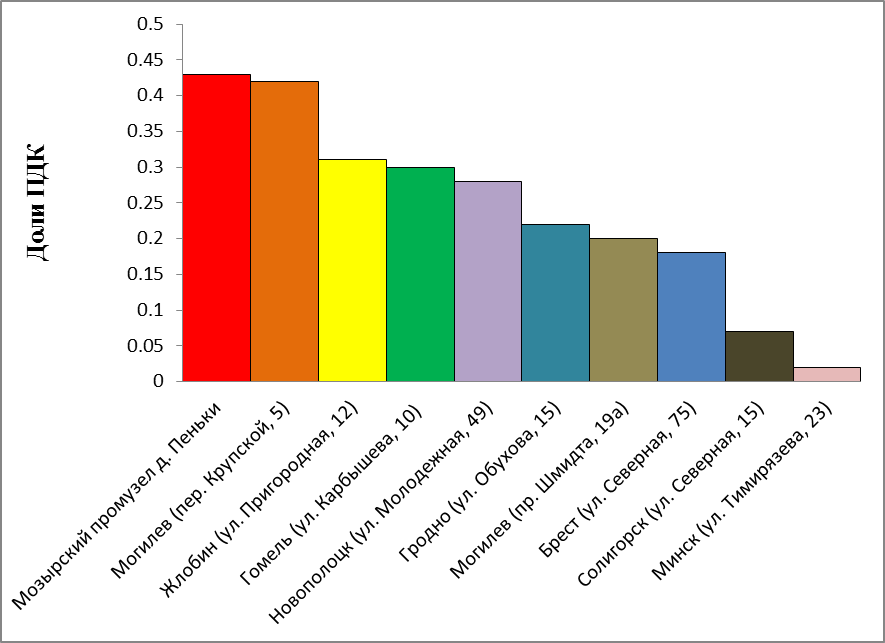 Доли ПДК
0.5
0.45
0.4
0.35
0.3
0.25
0.2
0.15
0.1
0.05
0
Мозырский промузел д. Пеньки
Могилев (пер. Крупской, 5)
Жлобин (ул. Пригородная, 12)
Гомель (ул. Карбышева, 10)
Новополоцк (ул. Молодежная, 49)
Гродно (ул. Обухова, 15)
Могилев (пр. Шмидта, 19а)
Брест (ул. Северная, 75)
Солигорск (ул. Северная, 15)
Минск (ул. Тимирязева, 23)